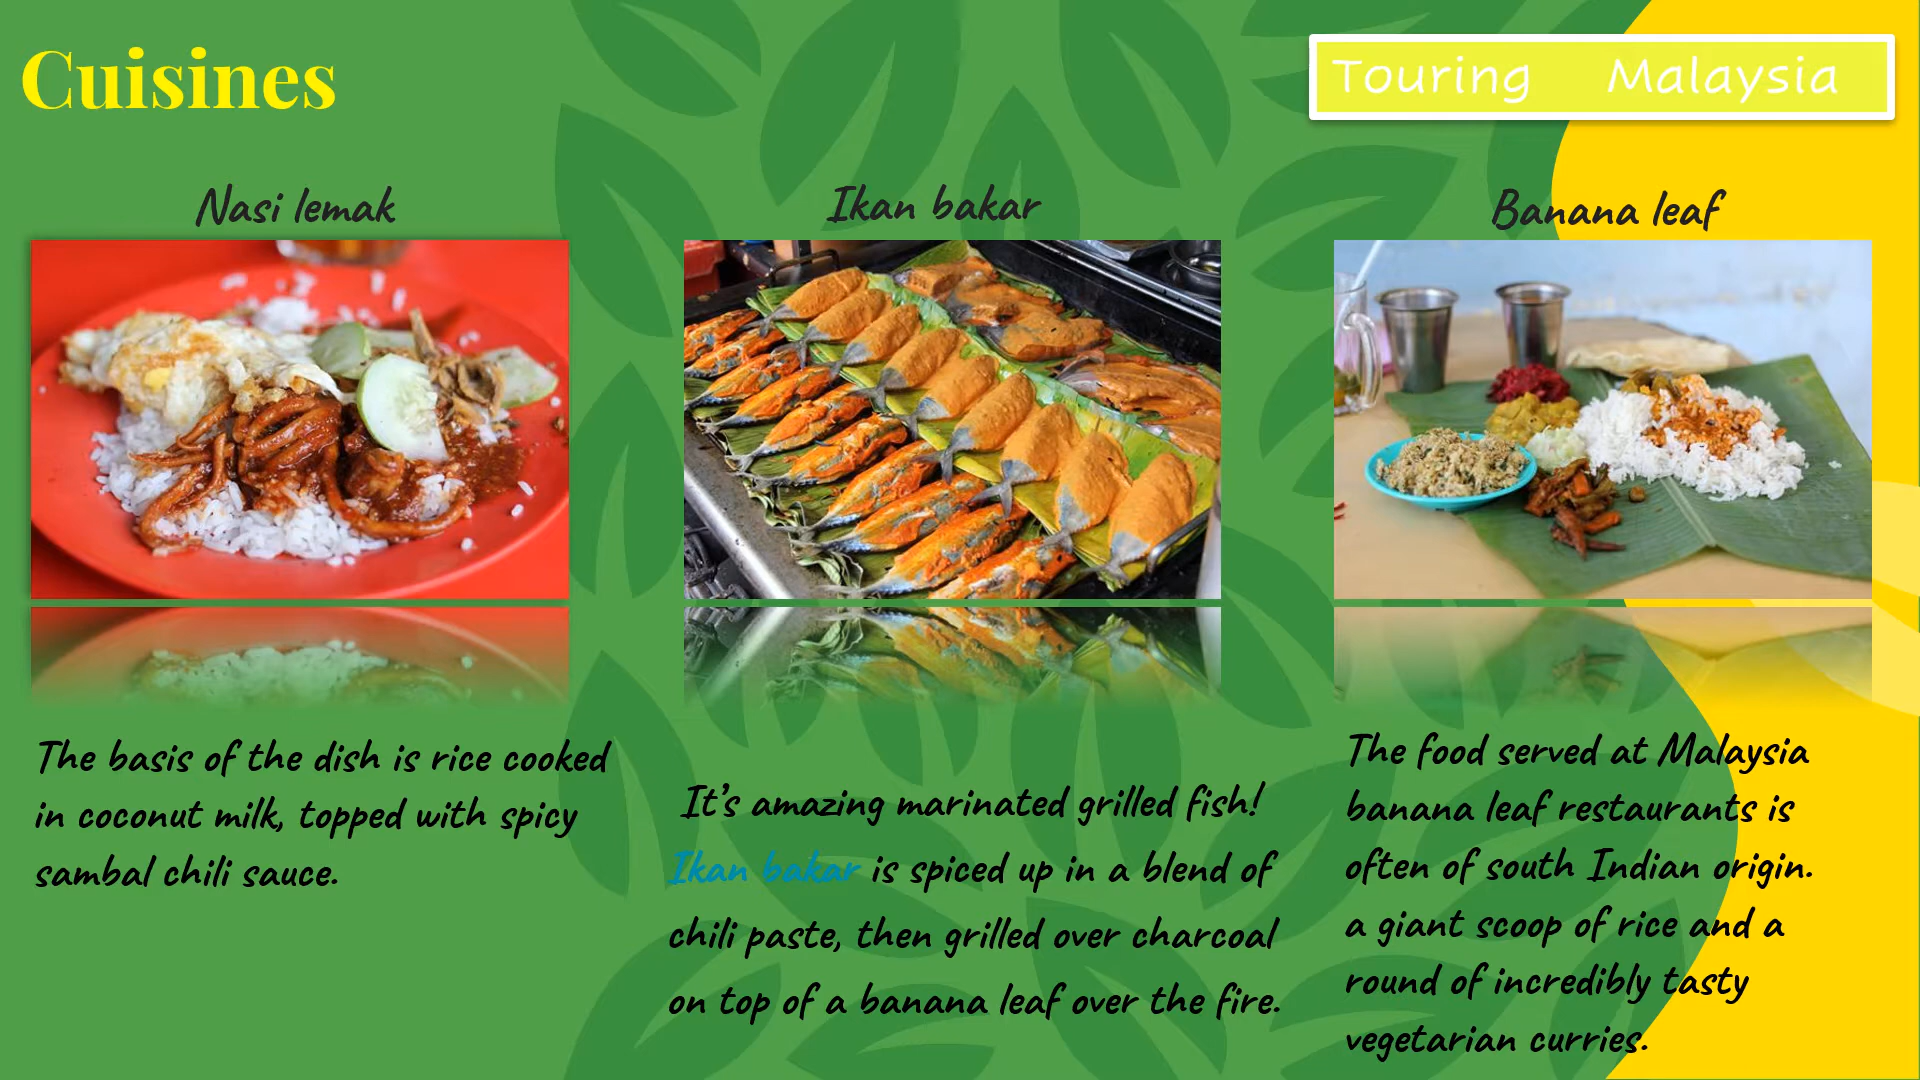 Cuisines
Touring Malaysia
Nasi lemak
The basis of the dish is rice cooked
in coconut milk, topped with spicy
sambal chili sauce.
Ikan bakar
It’s amazing marinated grilled fish!
Ikan bakar is spiced up in a blend of
chili paste, then grilled over charcoal
on top of a banana leaf over the fire.
Banana leaf
The food served at Malaysia
banana leaf restaurants is
often of south Indian origin.
a giant scoop of rice and a
round of incredibly tasty
vegetarian curries.